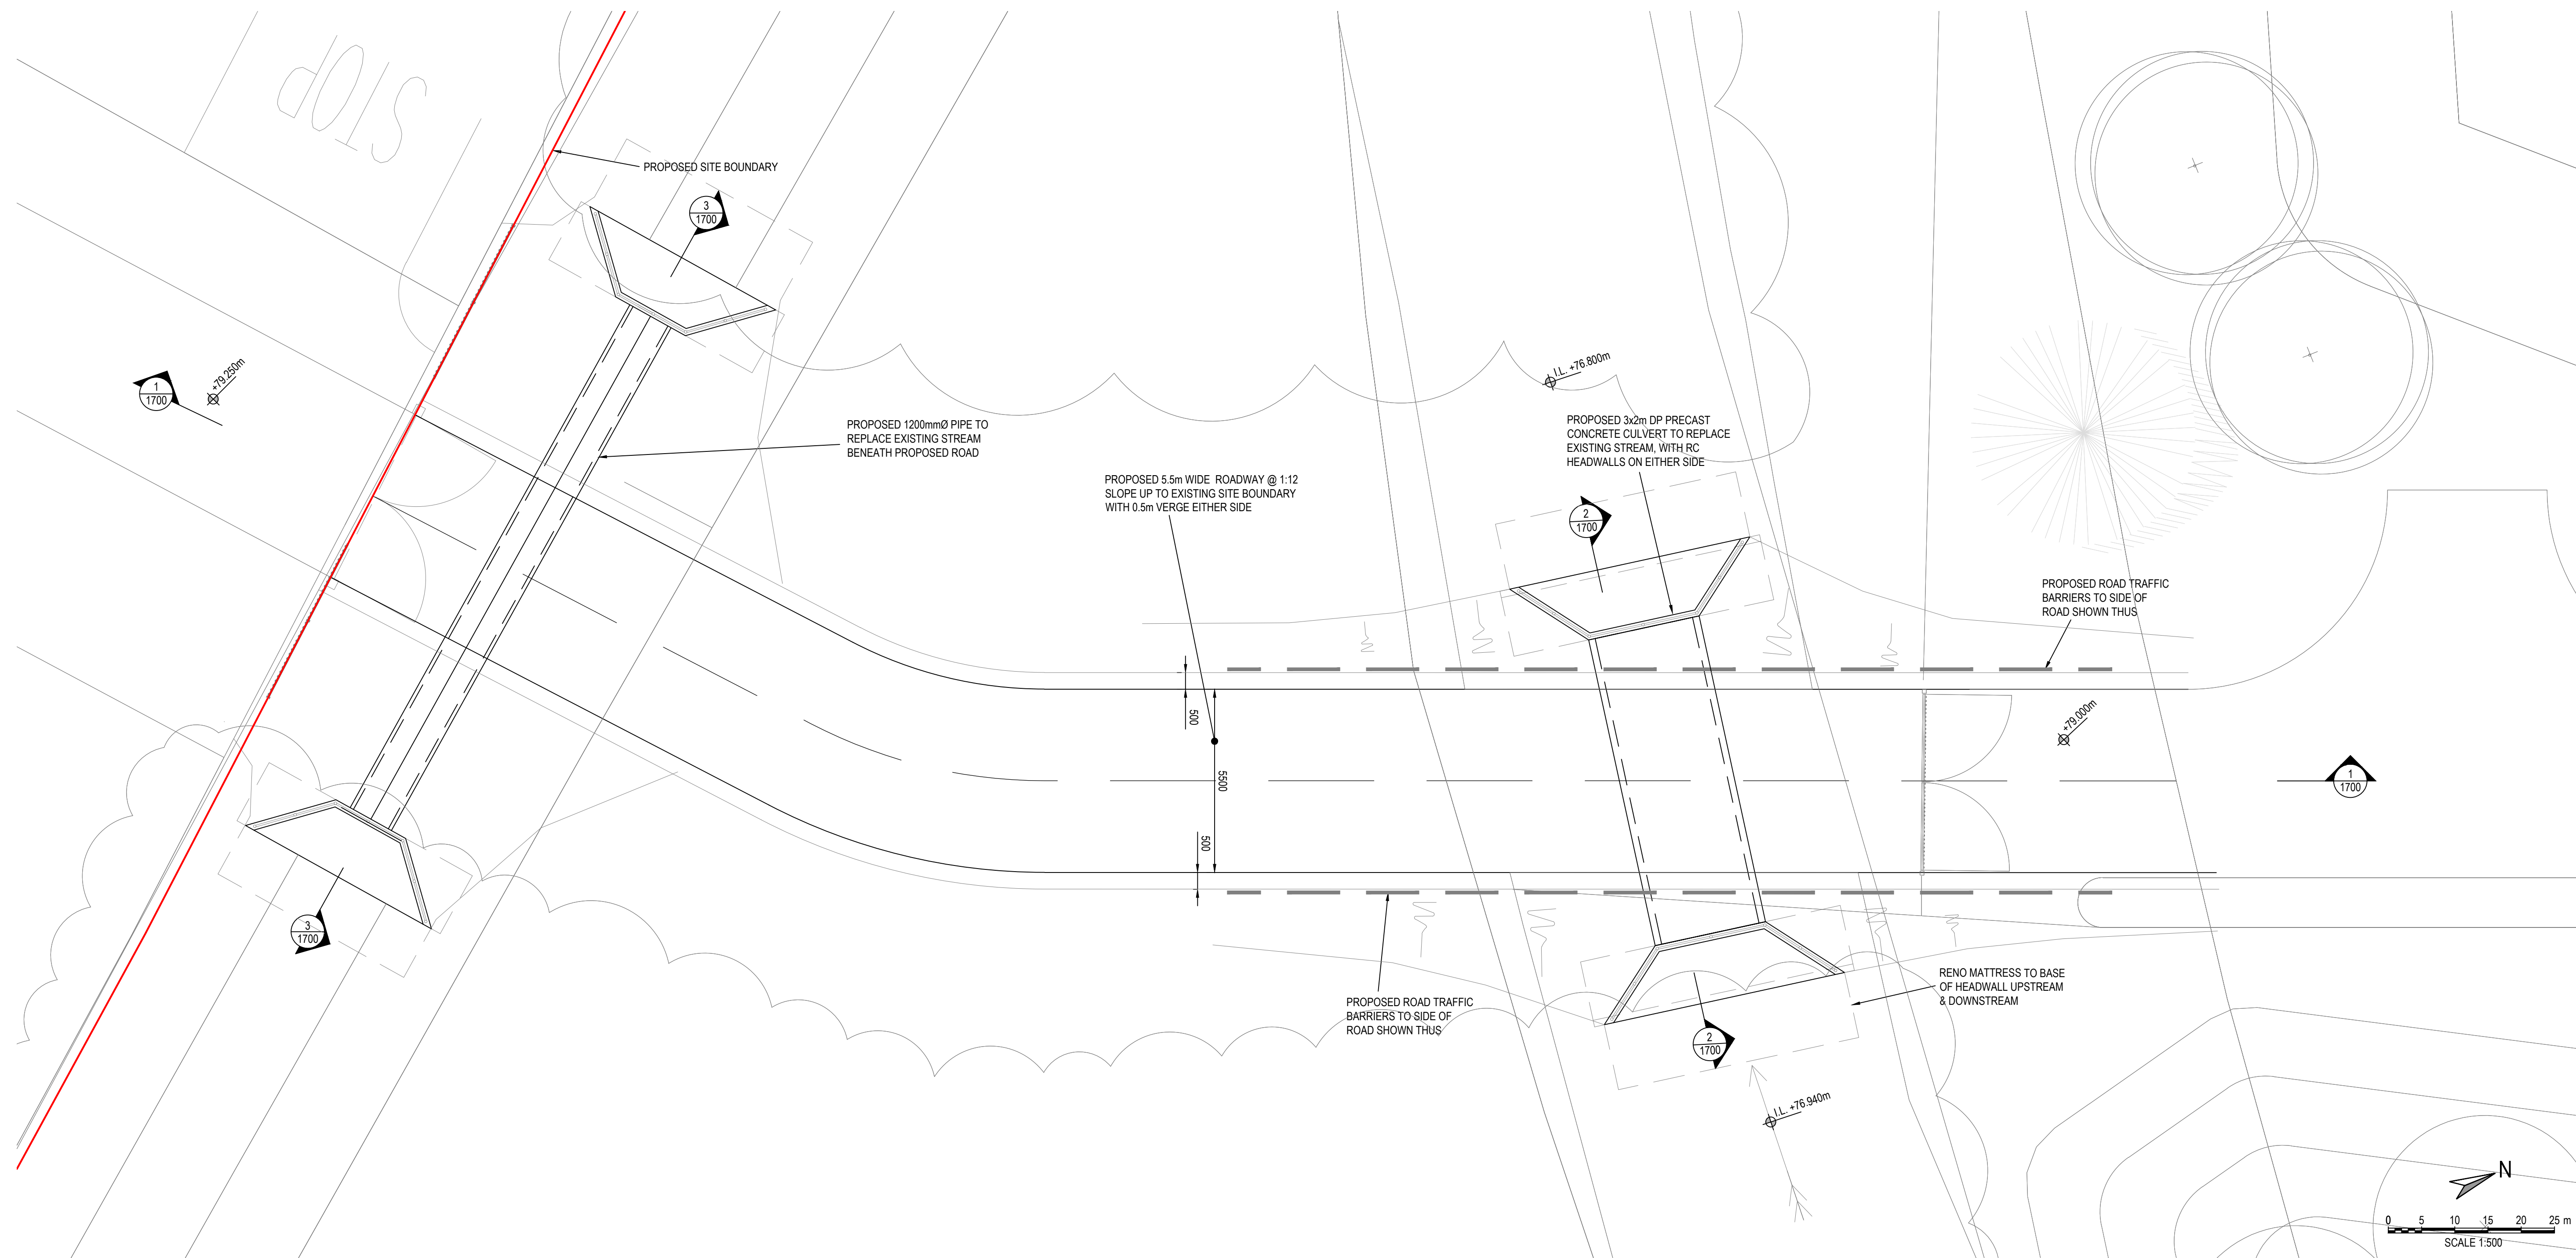 STOP
PROPOSED SITE BOUNDARY
3
1700
1
1700
+79.250m
PROPOSED 1200mmØ PIPE TO
REPLACE EXISTING STREAM
BENEATH PROPOSED ROAD
PROPOSED 5.5m WIDE ROADWAY @ 1:12
SLOPE UP TO EXISTING SITE BOUNDARY
WITH 0.5m VERGE EITHER SIDE
I.L. +76.800m
PROPOSED 3x2m DP PRECAST
CONCRETE CULVERT TO REPLACE
EXISTING STREAM, WITH RC
HEADWALLS ON EITHER SIDE
2
1700
PROPOSED ROAD TRAFFIC
BARRIERS TO SIDE OF
ROAD SHOWN THUS
500
5500
500
+79.000m
1
1700
3
1700
PROPOSED ROAD TRAFFIC
BARRIERS TO SIDE OF
ROAD SHOWN THUS
RENO MATTRESS TO BASE
OF HEADWALL UPSTREAM
& DOWNSTREAM
2
1700
I.L. +76.940m
N
0 5 10 15 20 25 m
SCALE 1:500